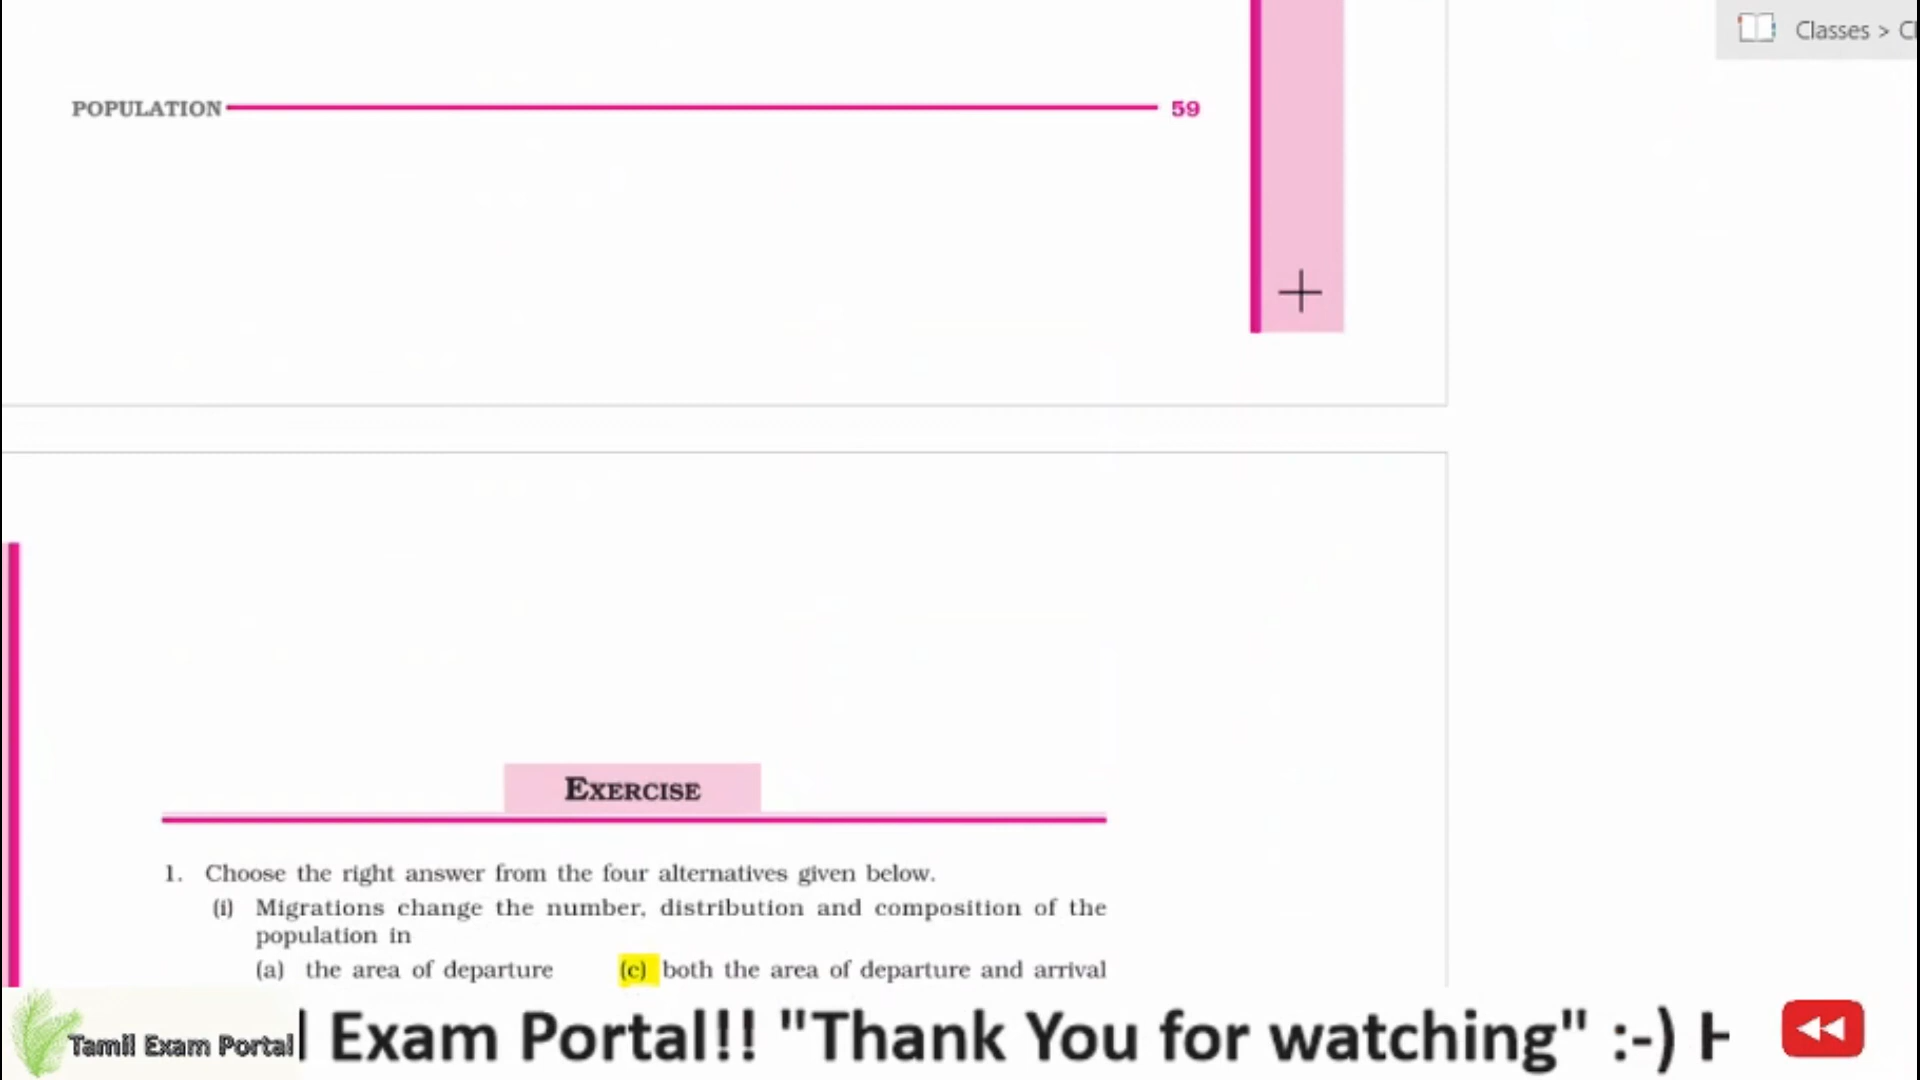 Classes >
POPULATION 59
EXERCISE
1. Choose the right answer from the four alternatives given below.
(i) Migrations change the number, distribution and composition of the
population in
(a) the area of departure (c) both the area of departure and arrival
Tamil Exam Portal
Exam Portal!! "Thank You for watching" :-)